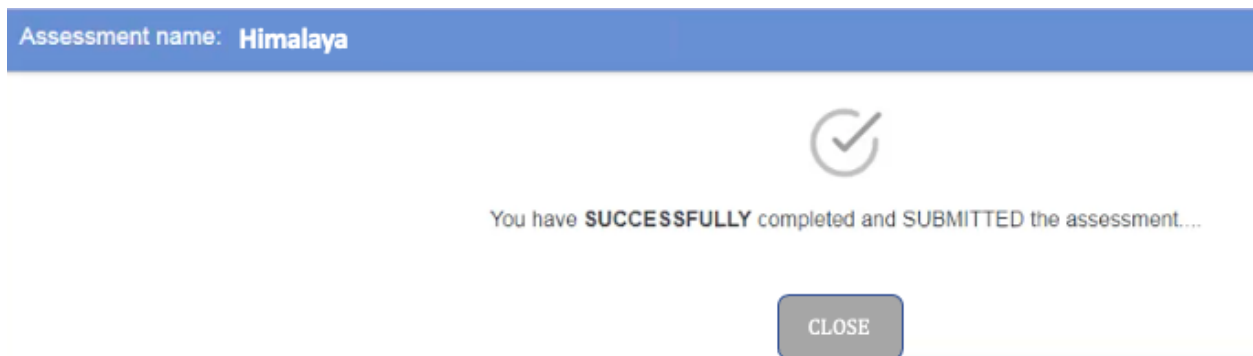 Assessment name: Himalaya
You have SUCCESSFULLY completed and SUBMITTED the assessment....
CLOSE